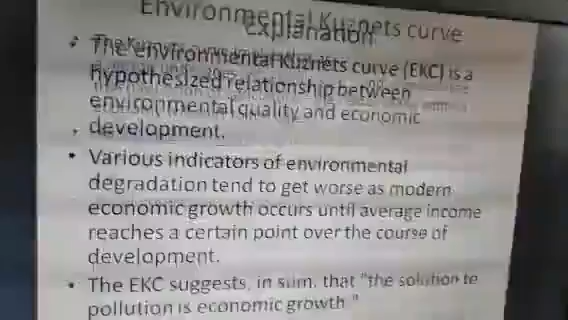 Environmental Kuznets curve
explanation
• The environmental Kuznets curve (EKC) is a
hypothesized relationship between
environmental quality and economic
development.
• Various indicators of environmental
degradation tend to get worse as modern
economic growth occurs until average income
reaches a certain point over the course of
development.
• The EKC suggests, in sum, that "the solution to
pollution is economic growth."